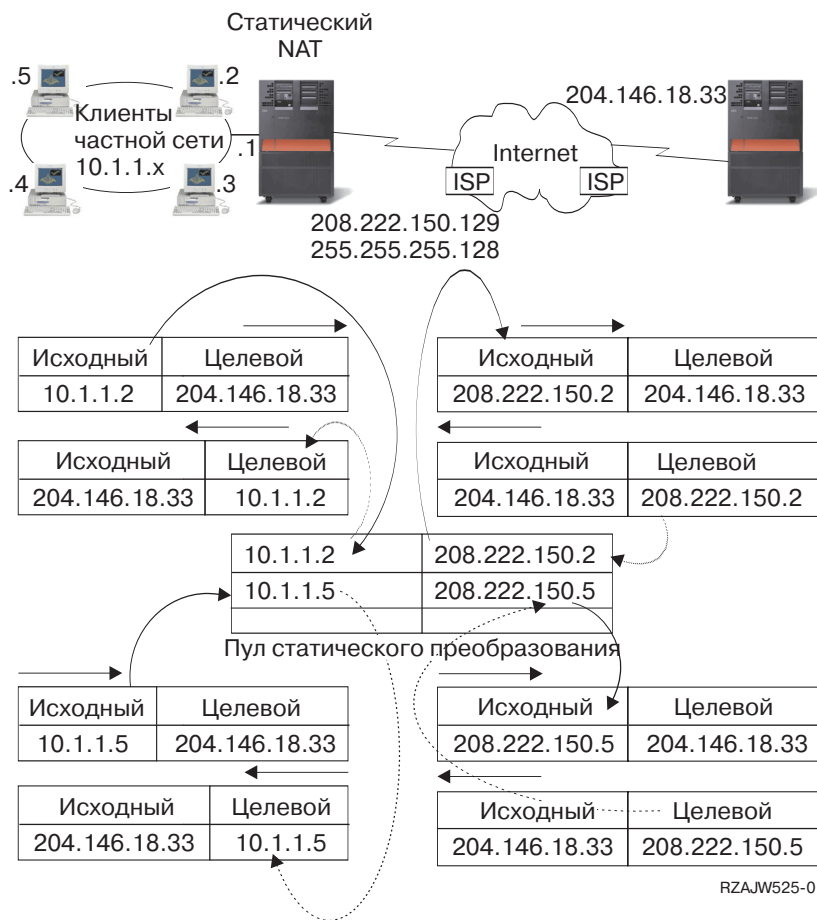 Статический
NAT
.5
.2
Клиенты
частной сети
10.1.1.x
.1
.4
.3
204.146.18.33
Internet
ISP
ISP
208.222.150.129
255.255.255.128
Исходный Целевой
10.1.1.2 204.146.18.33
Исходный Целевой
204.146.18.33 10.1.1.2
Исходный Целевой
208.222.150.2 204.146.18.33
Исходный Целевой
204.146.18.33 208.222.150.2
10.1.1.2 208.222.150.2
10.1.1.5 208.222.150.5
Пул статического преобразования
Исходный Целевой
10.1.1.5 204.146.18.33
Исходный Целевой
204.146.18.33 10.1.1.5
Исходный Целевой
208.222.150.5 204.146.18.33
Исходный Целевой
204.146.18.33 208.222.150.5
RZAJW525-0